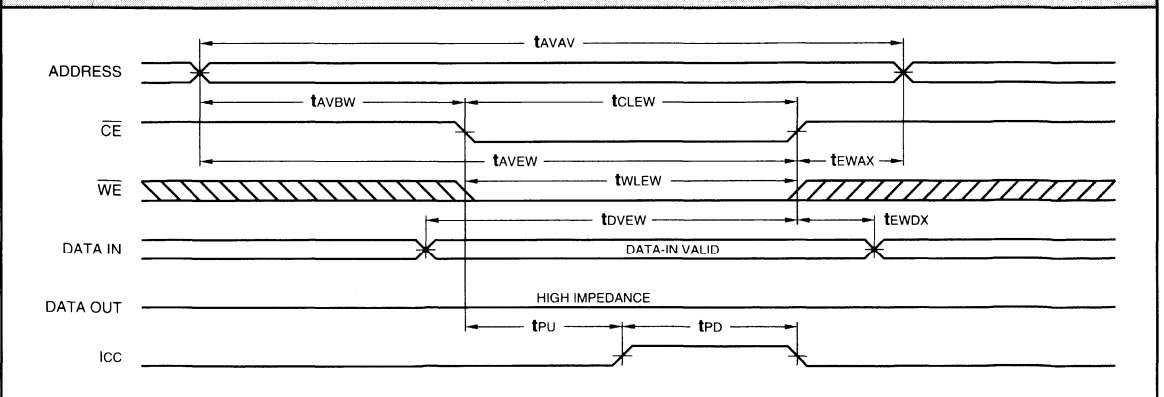 tAVAV
ADDRESS
tAVBW
tCLEW
CE
tAVEW
tEWAX
WE
tWLEW
tDVEW
tEWDX
DATA IN
DATA-IN VALID
DATA OUT
HIGH IMPEDANCE
tPU
tPD
ICC